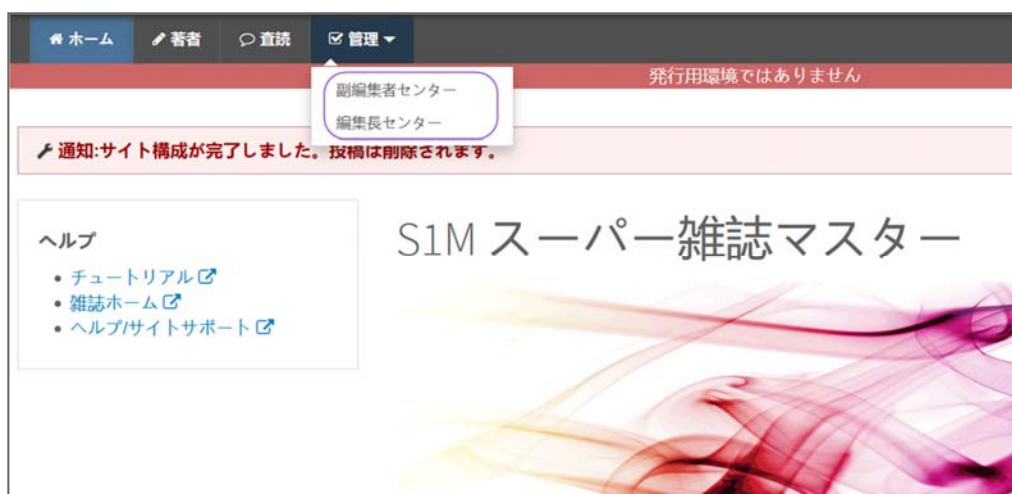 ホーム 著者 直読 管理
発行用環境ではありません
副編集者センター
編集長センター
通知:サイト構成が完了しました。投稿は削除されます。
ヘルプ
チュートリアル
雑誌ホーム
ヘルプ/サイトサポート
S1M スーパー雑誌マスター